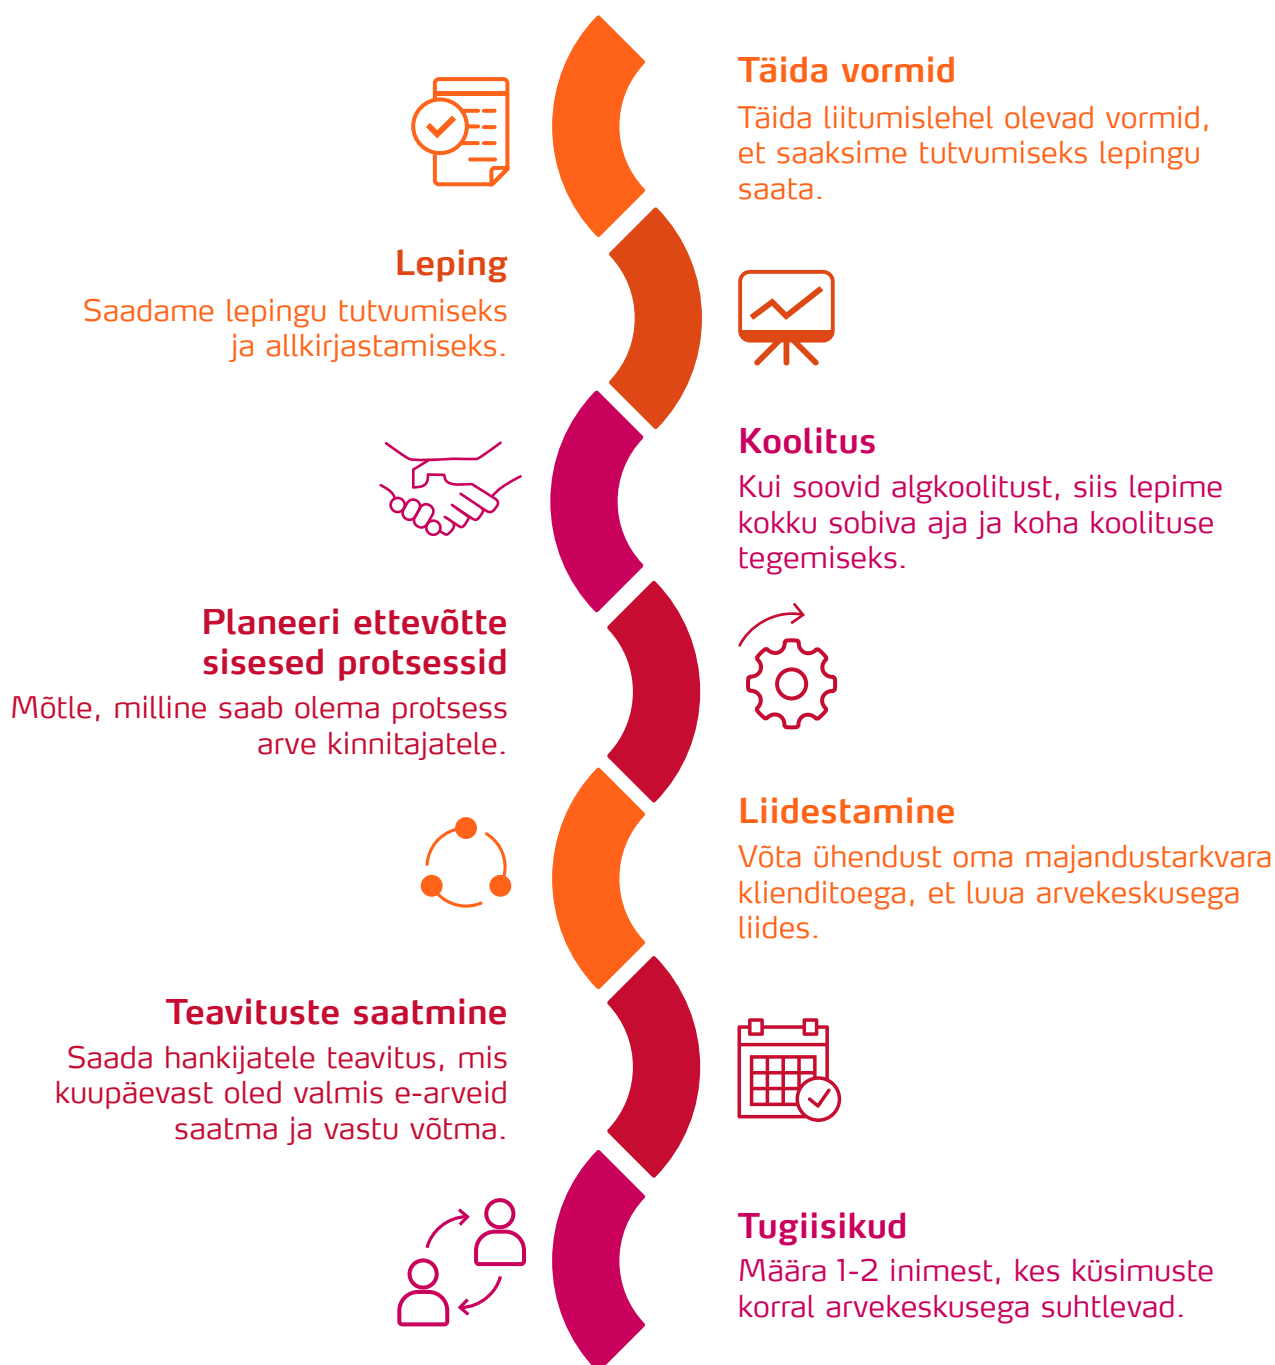 Täida vormid
Täida liitumislehel olevad vormid,
et saaksime tutvumiseks lepingu
saata.
Leping
Saadame lepingu tutvumiseks
ja allkirjastamiseks.
Koolitus
Kui soovid algkoolitust, siis lepime
kokku sobiva aja ja koha koolituse
tegemiseks.
Planeeri ettevõtte
sisesed protsessid
Mõtle, milline saab olema protsess
arve kinnitajatele.
Liidestamine
Võta ühendust oma majandustarkvara
klienditoega, et luua arvekeskusega
liides.
Teavituste saatmine
Saada hankijatele teavitus, mis
kuupäevast oled valmis e-arveid
saatma ja vastu võtma.
Tugiisikud
Määra 1-2 inimest, kes küsimuste
korral arvekeskusega suhtlevad.